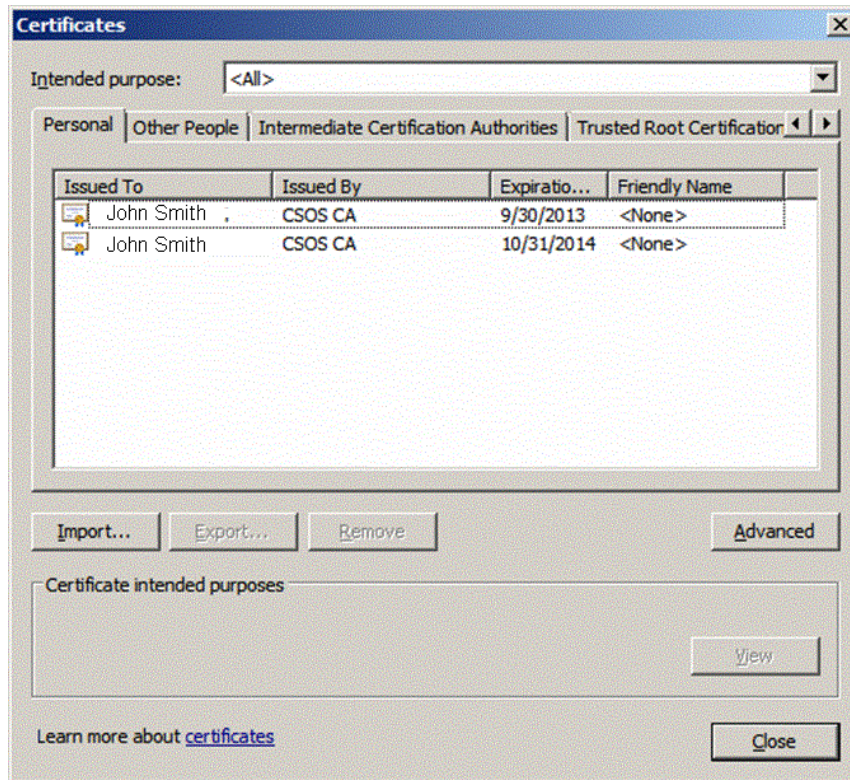 Certificates
Intended purpose: <All>
Personal Other People Intermediate Certification Authorities Trusted Root Certification
Issued To Issued By Expiratio... Friendly Name
John Smith , CSOS CA 9/30/2013 <None>
John Smith CSOS CA 10/31/2014 <None>
Import... Export... Remove Advanced
Certificate intended purposes
View
Learn more about certificates
Close